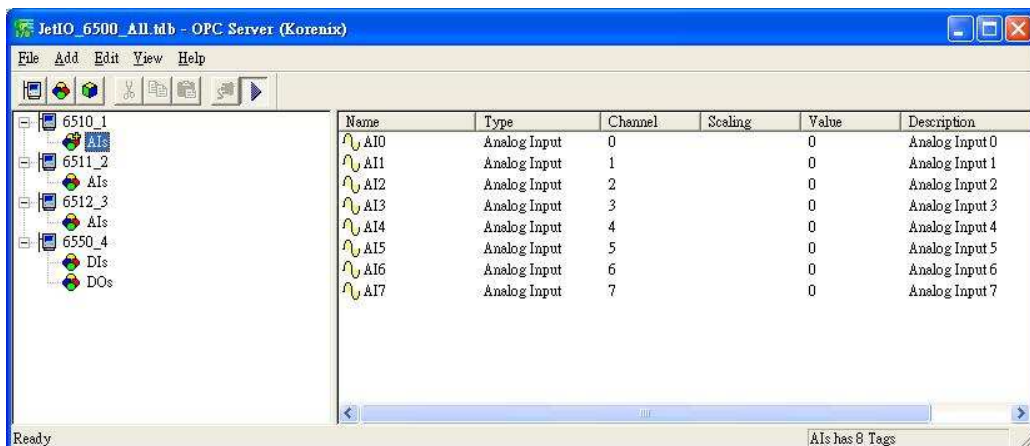 JetIO_6500_All.tdb - OPC Server (Korenix)
File Add Edit View Help
6510_1
AIs
6511_2
AIs
6512_3
AIs
6550_4
DIs
DOs
Name Type Channel Scaling Value Description
AI0 Analog Input 0 0 Analog Input 0
AI1 Analog Input 1 0 Analog Input 1
AI2 Analog Input 2 0 Analog Input 2
AI3 Analog Input 3 0 Analog Input 3
AI4 Analog Input 4 0 Analog Input 4
AI5 Analog Input 5 0 Analog Input 5
AI6 Analog Input 6 0 Analog Input 6
AI7 Analog Input 7 0 Analog Input 7
Ready AIs has 8 Tags